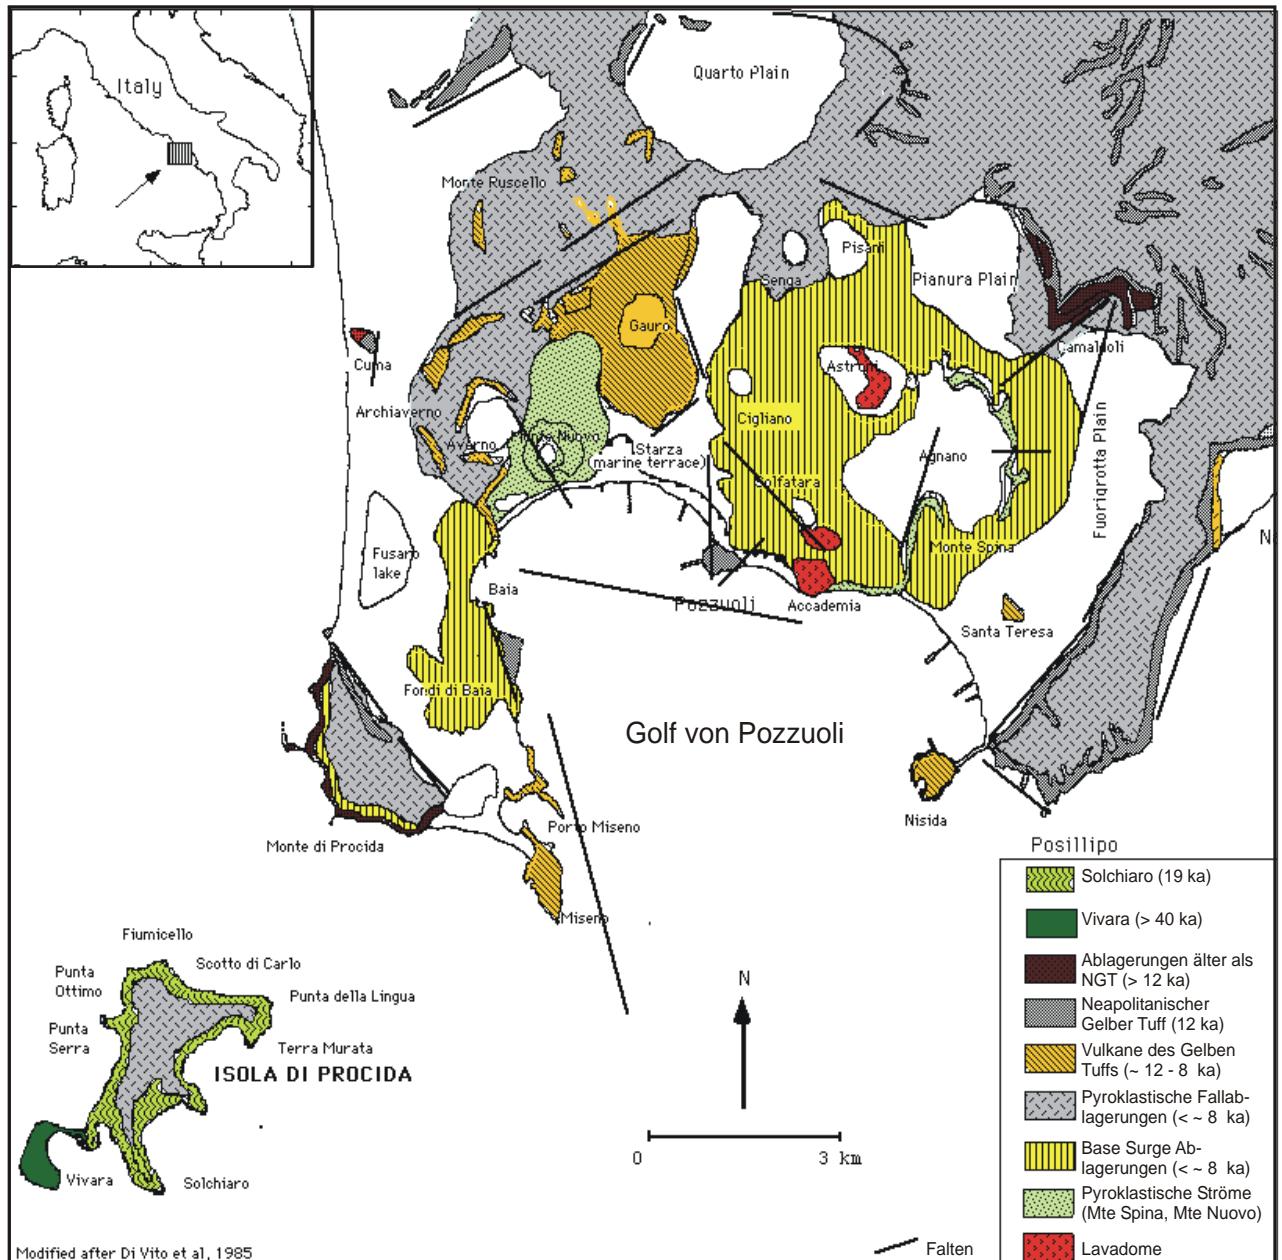 Italy
Quarto Plain
Monte Ruscello
Pisani
Senga
Pianura Plain
Gauro
Camaldoli
Cuma
Astroni
Archiaverno
Cigliano
Averno
Monte Nuovo
Starza
(marine terrace)
Agnano
Fuorigrotta Plain
Solfatara
Fusaro
lake
Monte Spina
N
Baia
Pozzuoli
Accademia
Santa Teresa
Fondi di Baia
Golf von Pozzuoli
Nisida
Porto Miseno
Monte di Procida
Posillipo
Miseno
Fiumicello
Scotto di Carlo
Punta
Ottimo
Punta della Lingua
Punta
Serra
Terra Murata
ISOLA DI PROCIDA
Vivara
Solchiaro
N
0 3 km
Solchiaro (19 ka)
Vivara (> 40 ka)
Ablagerungen älter als
NGT (> 12 ka)
Neapolitanischer
Gelber Tuff (12 ka)
Vulkane des Gelben
Tuffs (~ 12 - 8 ka)
Pyroklastische Fallab-
lagerungen (< ~ 8 ka)
Base Surge Ab-
lagerungen (< ~ 8 ka)
Pyroklastische Ströme
(Mte Spina, Mte Nuovo)
Lavadome
Falten
Modified after Di Vito et al, 1985